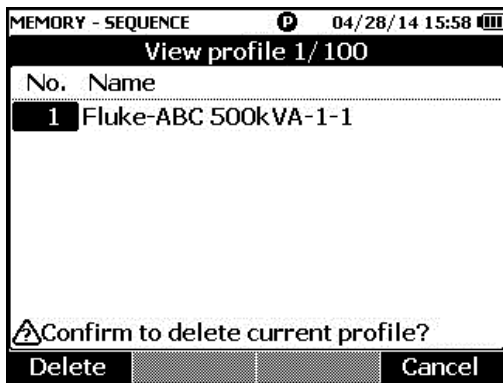 MEMORY - SEQUENCE P 04/28/14 15:58
View profile 1/100
No. Name
1 Fluke-ABC 500kVA-1-1
Confirm to delete current profile?
Delete Cancel